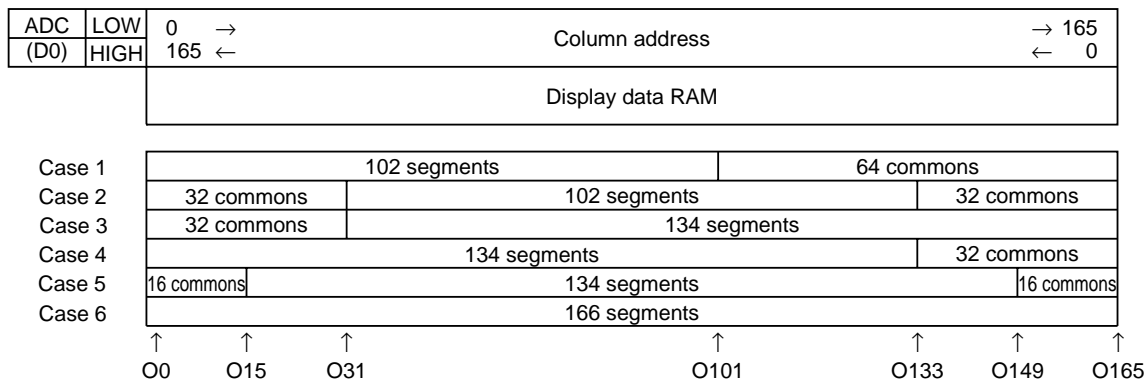 ADC LOW 0 → Column address → 165
(D0) HIGH 165 ← ← 0
Display data RAM
Case 1 102 segments 64 commons
Case 2 32 commons 102 segments 32 commons
Case 3 32 commons 134 segments
Case 4 134 segments 32 commons
Case 5 16 commons 134 segments 16 commons
Case 6 166 segments
↑ ↑ ↑ ↑ ↑ ↑ ↑
O0 O15 O31 O101 O133 O149 O165